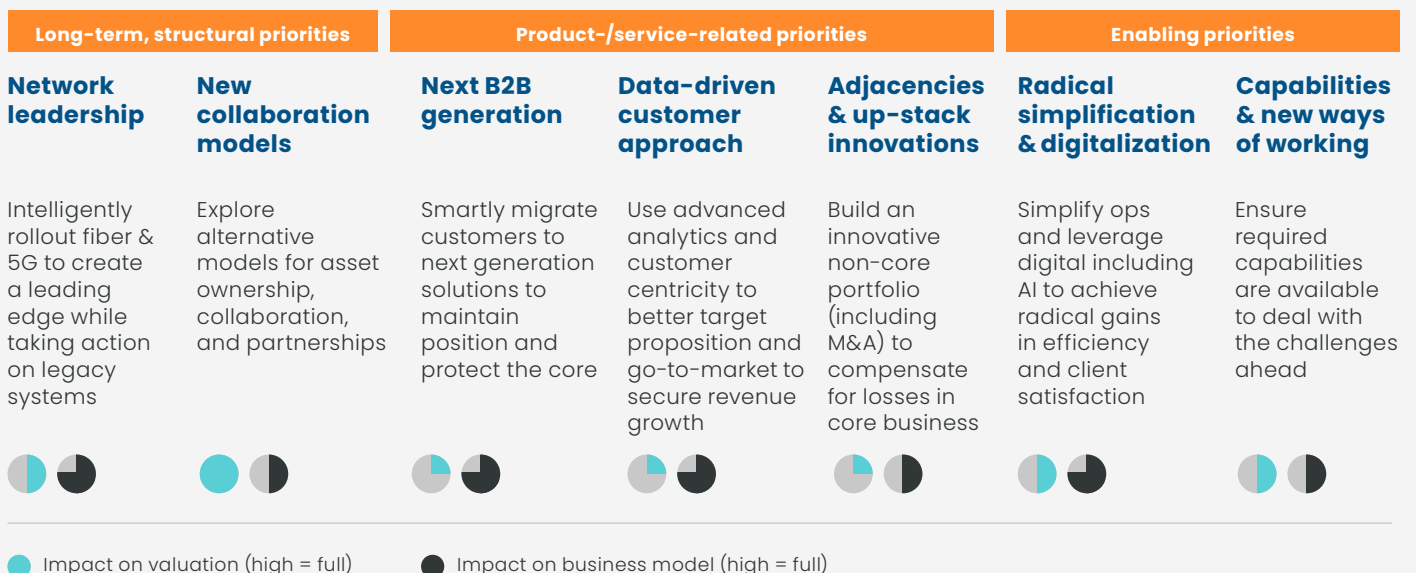 Long-term, structural priorities
Product-/service-related priorities
Enabling priorities
Network
leadership
Intelligently
rollout fiber &
5G to create
a leading
edge while
taking action
on legacy
systems
New
collaboration
models
Explore
alternative
models for asset
ownership,
collaboration,
and partnerships
Next B2B
generation
Smartly migrate
customers to
next generation
solutions to
maintain
position and
protect the core
Data-driven
customer
approach
Use advanced
analytics and
customer
centricity to
better target
proposition and
go-to-market to
secure revenue
growth
Adjacencies
& up-stack
innovations
Build an
innovative
non-core
portfolio
(including
M&A) to
compensate
for losses in
core business
Radical
simplification
& digitalization
Simplify ops
and leverage
digital including
AI to achieve
radical gains
in efficiency
and client
satisfaction
Capabilities
& new ways
of working
Ensure
required
capabilities
are available
to deal with
the challenges
ahead
Impact on valuation (high = full)
Impact on business model (high = full)